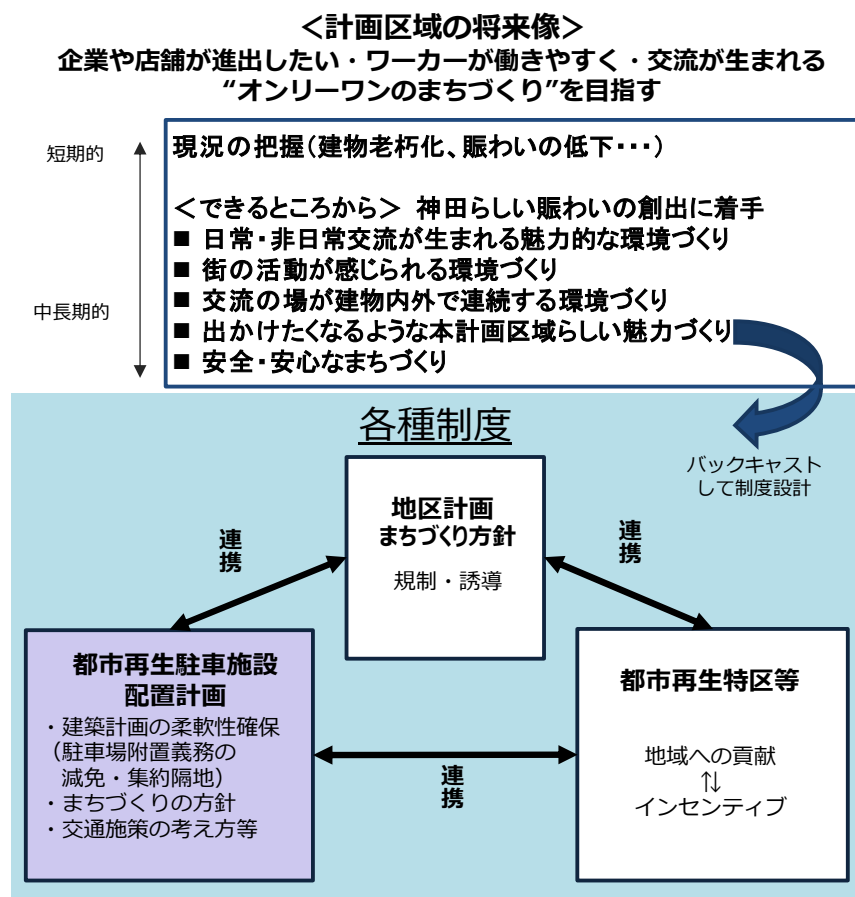 ＜計画区域の将来像＞
企業や店舗が進出したい・ワーカーが働きやすく・交流が生まれる
“オンリーワンのまちづくり”を目指す
短期的
中長期的
現況の把握（建物老朽化、賑わいの低下・・・）
＜できるところから＞ 神田らしい賑わいの創出に着手
■ 日常・非日常交流が生まれる魅力的な環境づくり
■ 街の活動が感じられる環境づくり
■ 交流の場が建物内外で連続する環境づくり
■ 出かけたくなるような本計画区域らしい魅力づくり
■ 安全・安心なまちづくり
各種制度
バックキャスト
して制度設計
地区計画
まちづくり方針
規制・誘導
連携
連携
都市再生駐車施設
配置計画
・建築計画の柔軟性確保
（駐車場附置義務の
減免・集約隔地）
・まちづくりの方針
・交通施策の考え方等
連携
都市再生特区等
地域への貢献
⇅
インセンティブ